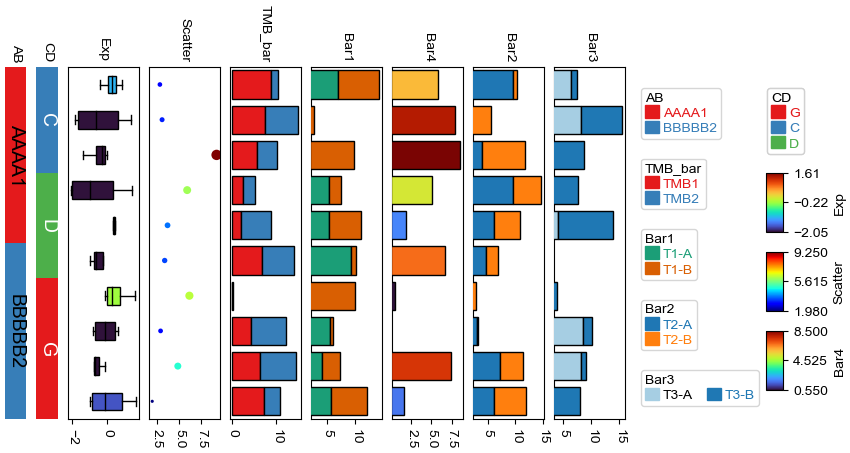 AB
CD
Exp
Scatter
TMB_bar
Bar1
Bar4
Bar2
Bar3
AAAA1
BBBBB2
C
D
G
−2 0
2.5 5.0 7.5
0 10
0 5 10 15
2.5 5.0 7.5
5 10 15
5 10 15
AB
AAAA1
BBBBB2
TMB_bar
TMB1
TMB2
Bar1
T1-A
T1-B
Bar2
T2-A
T2-B
Bar3
T3-A T3-B
CD
G
C
D
1.61
−0.22
−2.05
Exp
9.250
5.615
1.980
Scatter
8.500
4.525
0.550
Bar4